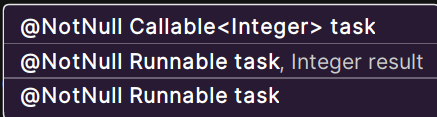 @NotNull Callable<Integer> task
@NotNull Runnable task, Integer result
@NotNull Runnable task